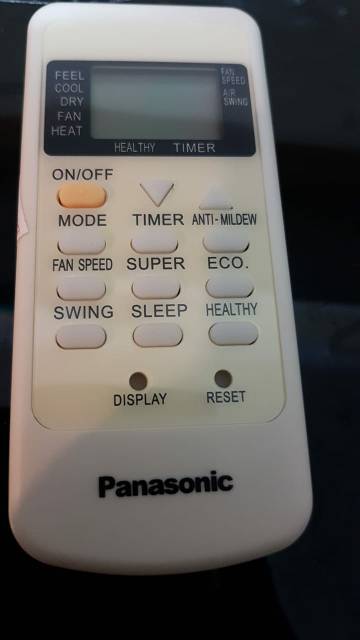 FEEL
COOL
DRY
FAN
HEAT
FAN
SPEED
AIR
SWING
HEALTHY TIMER
ON/OFF
MODE TIMER ANTI-MILDEW
FAN SPEED SUPER ECO.
SWING SLEEP HEALTHY
DISPLAY RESET
Panasonic